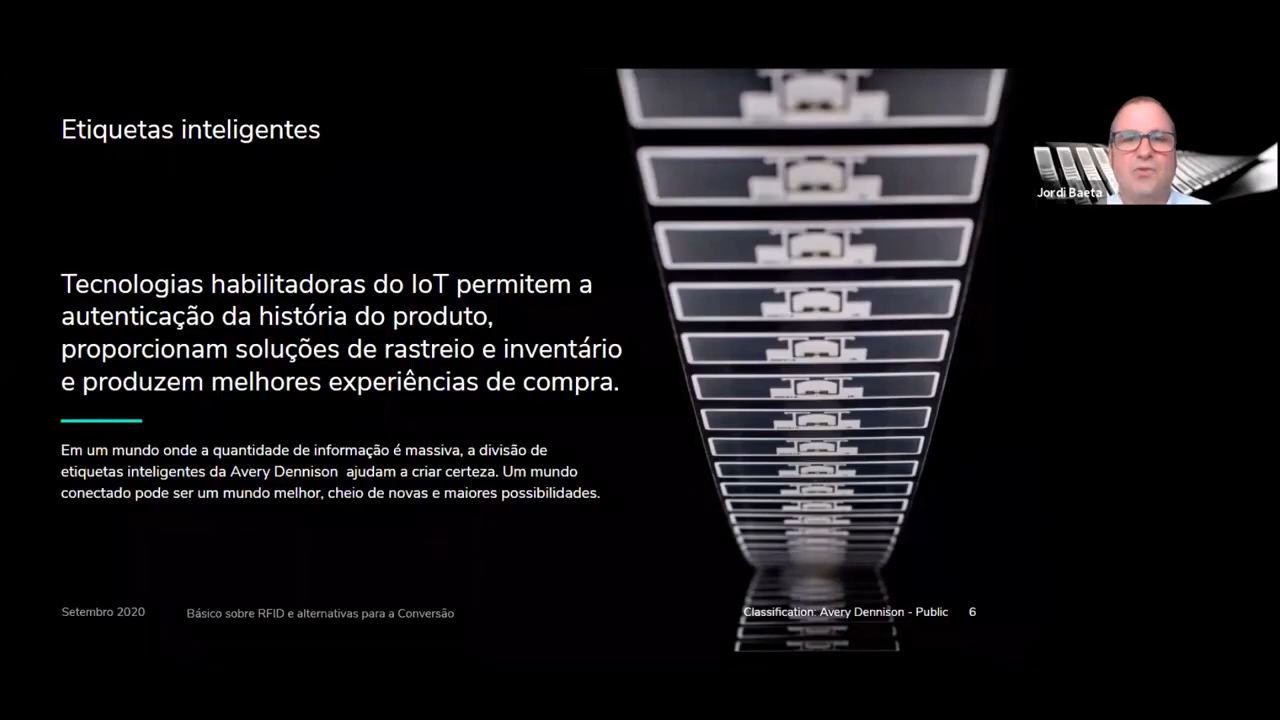 Etiquetas inteligentes
Jordi Baeta
Tecnologias habilitadoras do IoT permitem a
autenticação da história do produto,
proporcionam soluções de rastreio e inventário
e produzem melhores experiências de compra.
Em um mundo onde a quantidade de informação é massiva, a divisão de
etiquetas inteligentes da Avery Dennison ajudam a criar certeza. Um mundo
conectado pode ser um mundo melhor, cheio de novas e maiores possibilidades.
Setembro 2020
Básico sobre RFID e alternativas para a Conversão
Classification: Avery Dennison - Public
6